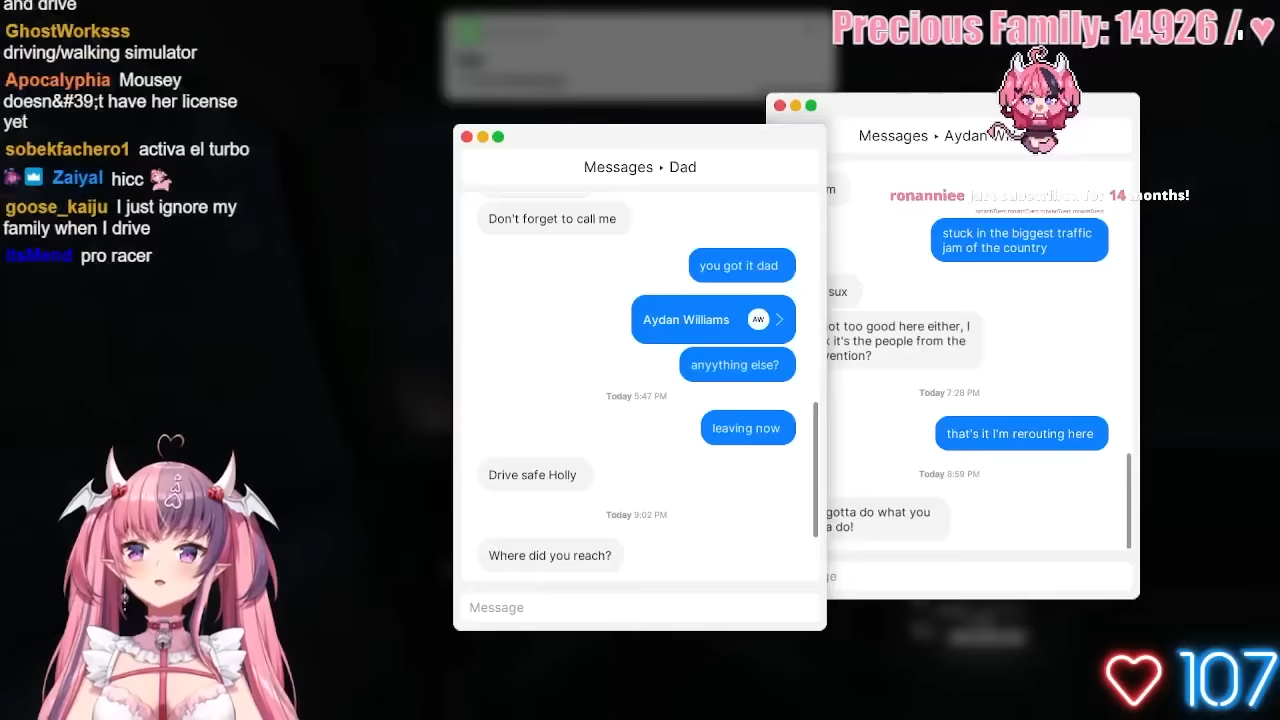 and drive
GhostWorksss
driving/walking simulator
Apocalyphia Mousey
doesn&#39;t have her license
yet
sobekfachero1 activa el turbo
Zaiyal hicc
goose_kaiju I just ignore my
family when I drive
itsMand pro racer
Precious Family: 14926 /
Messages ▸ Dad
Don't forget to call me
you got it dad
Aydan Williams AW
anyything else?
Today 5:47 PM
leaving now
Drive safe Holly
Today 9:02 PM
Where did you reach?
Message
Messages ▸ Aydan Wi
m
ronanniee just subscribed for 14 months!
stuck in the biggest traffic
jam of the country
sux
ot too good here either, I
k it's the people from the
vention?
Today 7:28 PM
that's it I'm rerouting here
Today 8:59 PM
gotta do what you
a do!
ge
107